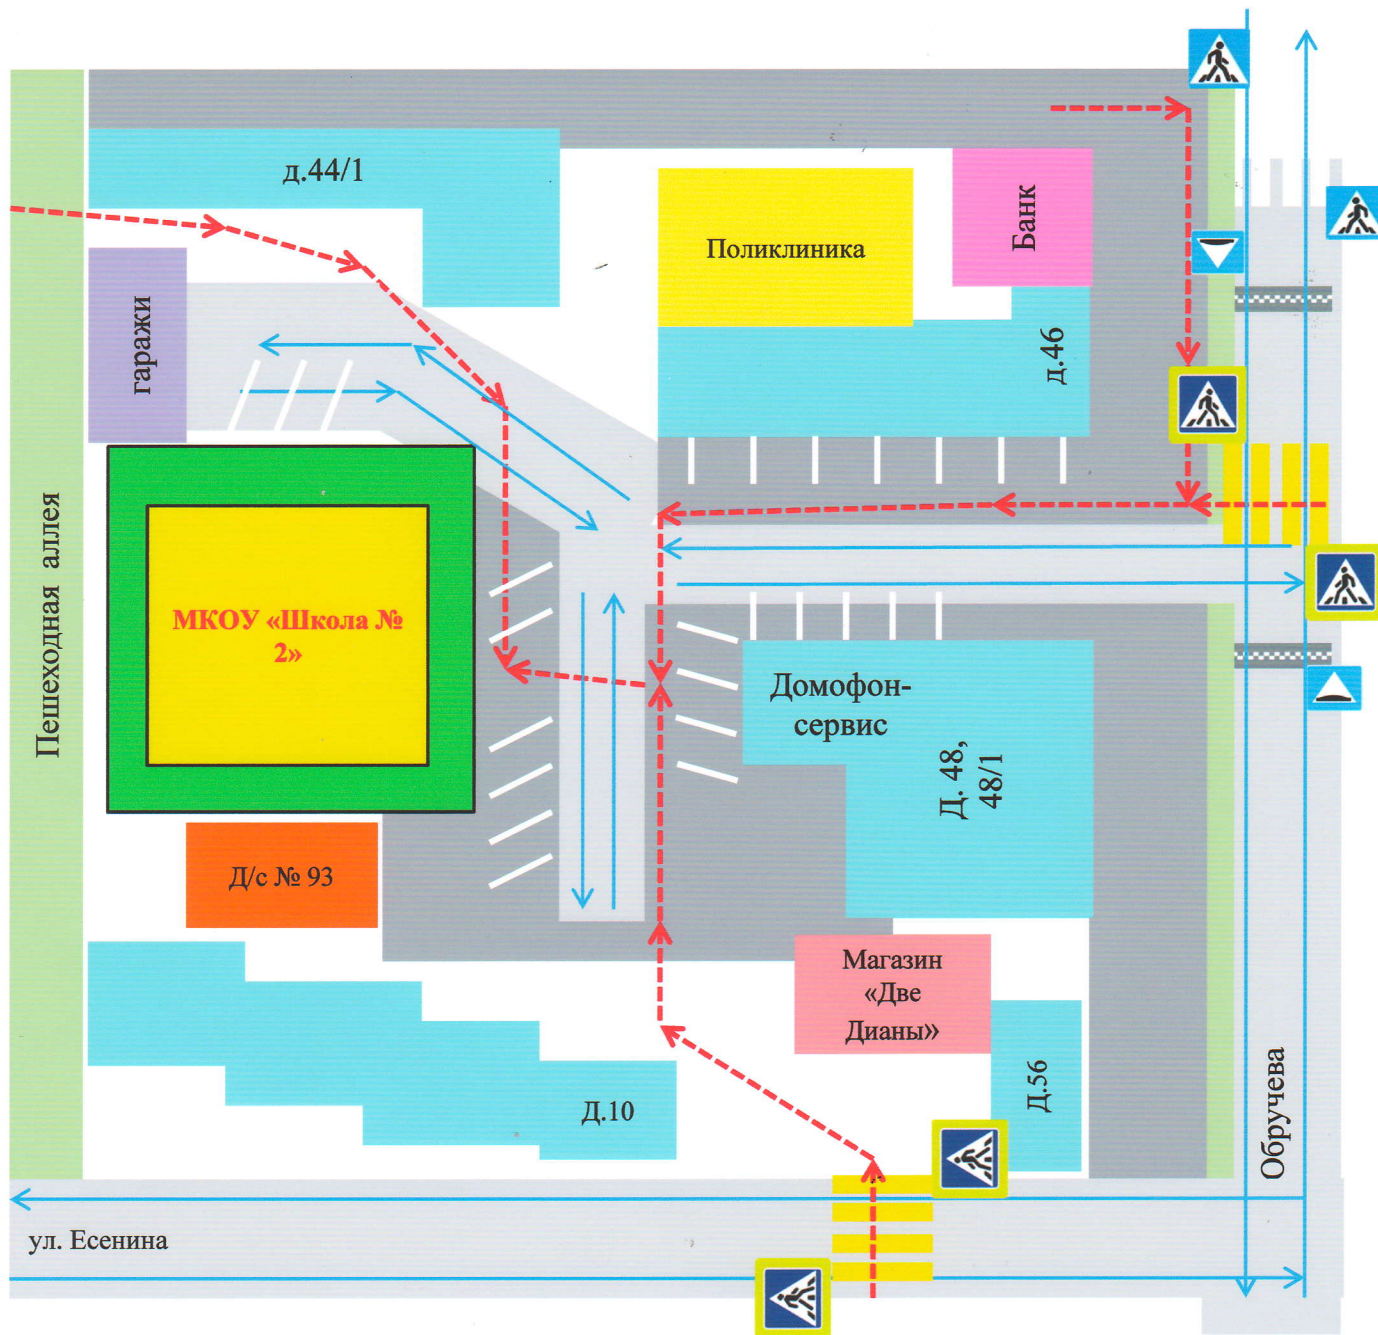 д.44/1
Поликлиника
Банк
гаражи
д.46
Пешеходная аллея
МКОУ «Школа №
2»
Домофон-
сервис
Д. 48,
48/1
Д/с № 93
Магазин
«Две
Дианы»
Д.56
Д.10
Обручева
ул. Есенина